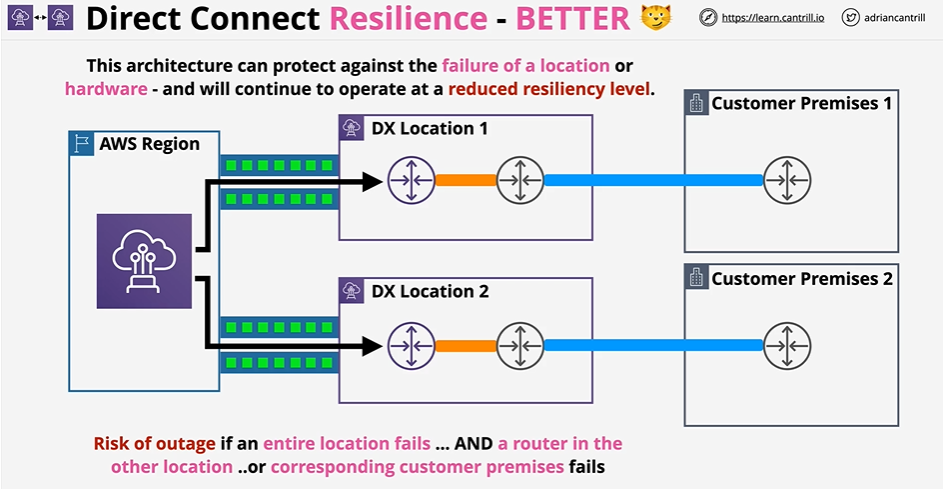 Direct Connect Resilience - BETTER
https://learn.cantrill.io
adriancantrill
This architecture can protect against the failure of a location or
hardware - and will continue to operate at a reduced resiliency level.
AWS Region
DX Location 1
Customer Premises 1
DX Location 2
Customer Premises 2
Risk of outage if an entire location fails ... AND a router in the
other location ..or corresponding customer premises fails